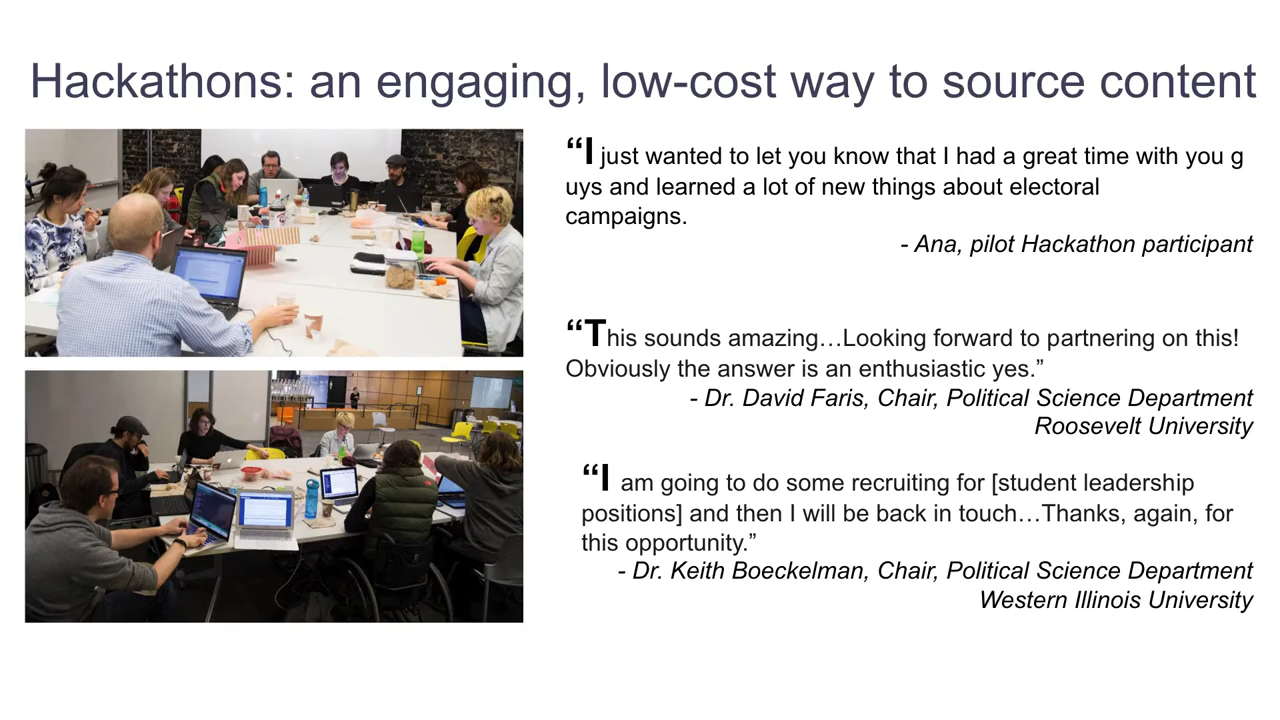 Hackathons: an engaging, low-cost way to source content
“I just wanted to let you know that I had a great time with you g
uys and learned a lot of new things about electoral
campaigns.
- Ana, pilot Hackathon participant
“This sounds amazing…Looking forward to partnering on this!
Obviously the answer is an enthusiastic yes.”
- Dr. David Faris, Chair, Political Science Department
Roosevelt University
“I am going to do some recruiting for [student leadership
positions] and then I will be back in touch…Thanks, again, for
this opportunity.”
- Dr. Keith Boeckelman, Chair, Political Science Department
Western Illinois University